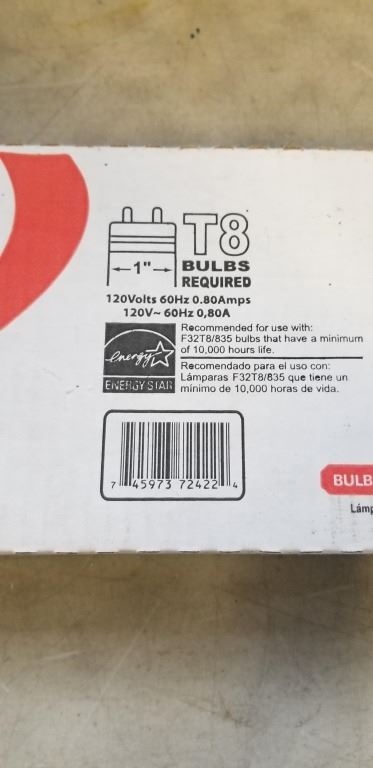 T8
1"
BULBS
REQUIRED
120Volts 60Hz 0.80Amps
120V~ 60Hz 0,80A
energy
ENERGY STAR
Recommended for use with:
F32T8/835 bulbs that have a minimum
of 10,000 hours life.
Recomendado para el uso con:
Lámparas F32T8/835 que tiene un
mínimo de 10,000 horas de vida.
7 45973 72422 4
BULB
Lámp